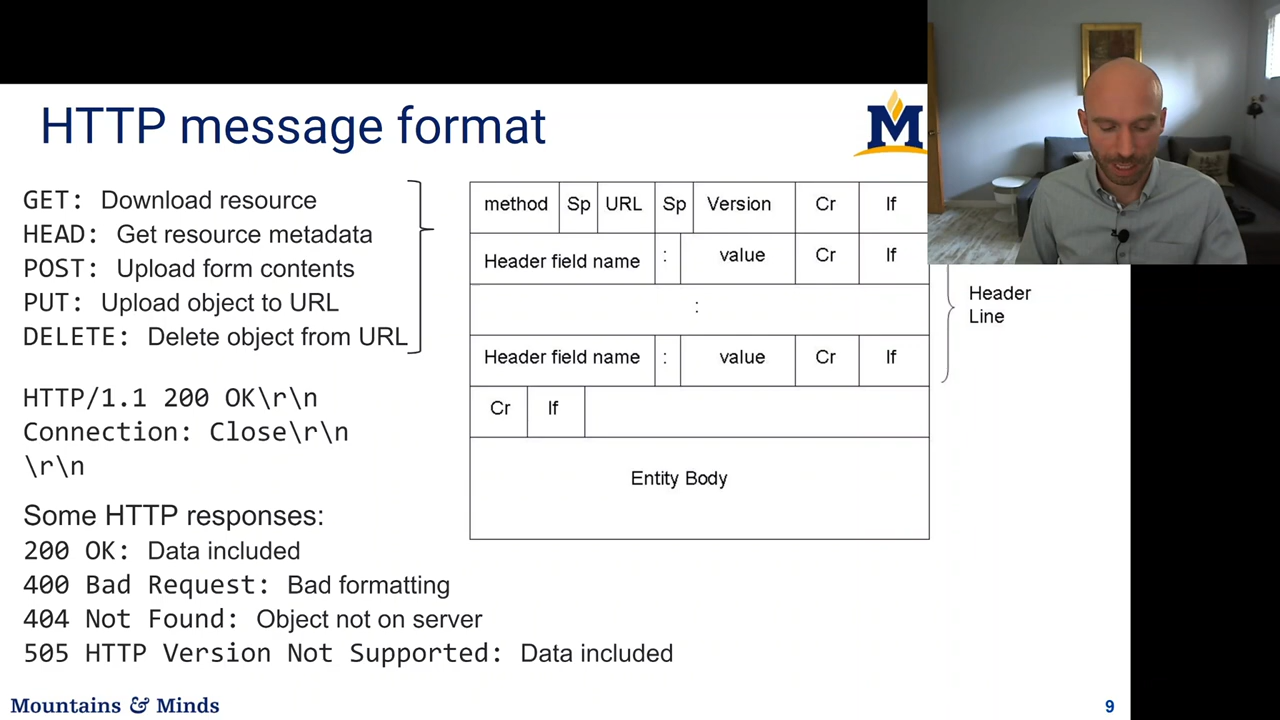 HTTP message format
M
GET: Download resource
HEAD: Get resource metadata
POST: Upload form contents
PUT: Upload object to URL
DELETE: Delete object from URL
HTTP/1.1 200 OK\r\n
Connection: Close\r\n
\r\n
Some HTTP responses:
200 OK: Data included
400 Bad Request: Bad formatting
404 Not Found: Object not on server
505 HTTP Version Not Supported: Data included
method Sp URL Sp Version Cr lf
Header field name : value Cr lf
:
Header field name : value Cr lf
Cr lf
Entity Body
Header
Line
Mountains & Minds
9